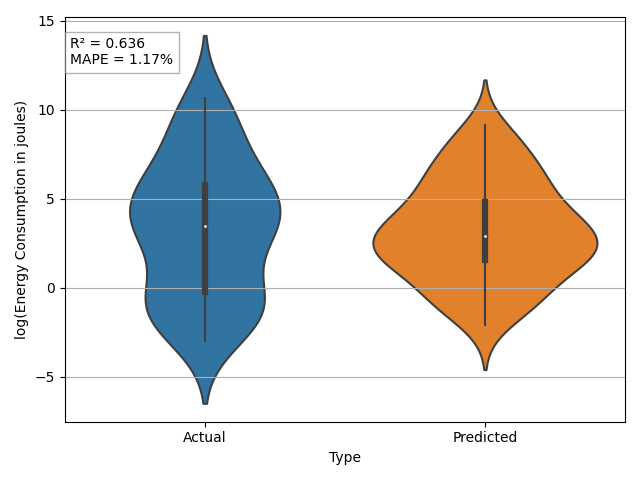 R² = 0.636
MAPE = 1.17%
15
10
5
0
−5
log(Energy Consumption in joules)
Actual
Predicted
Type